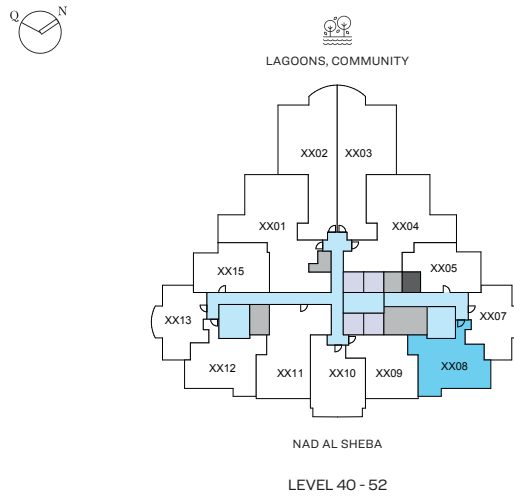 Q N
LAGOONS, COMMUNITY
XX02 XX03
XX01 XX04
XX15 XX05
XX13 XX07
XX12 XX11 XX10 XX09 XX08
NAD AL SHEBA
LEVEL 40 - 52